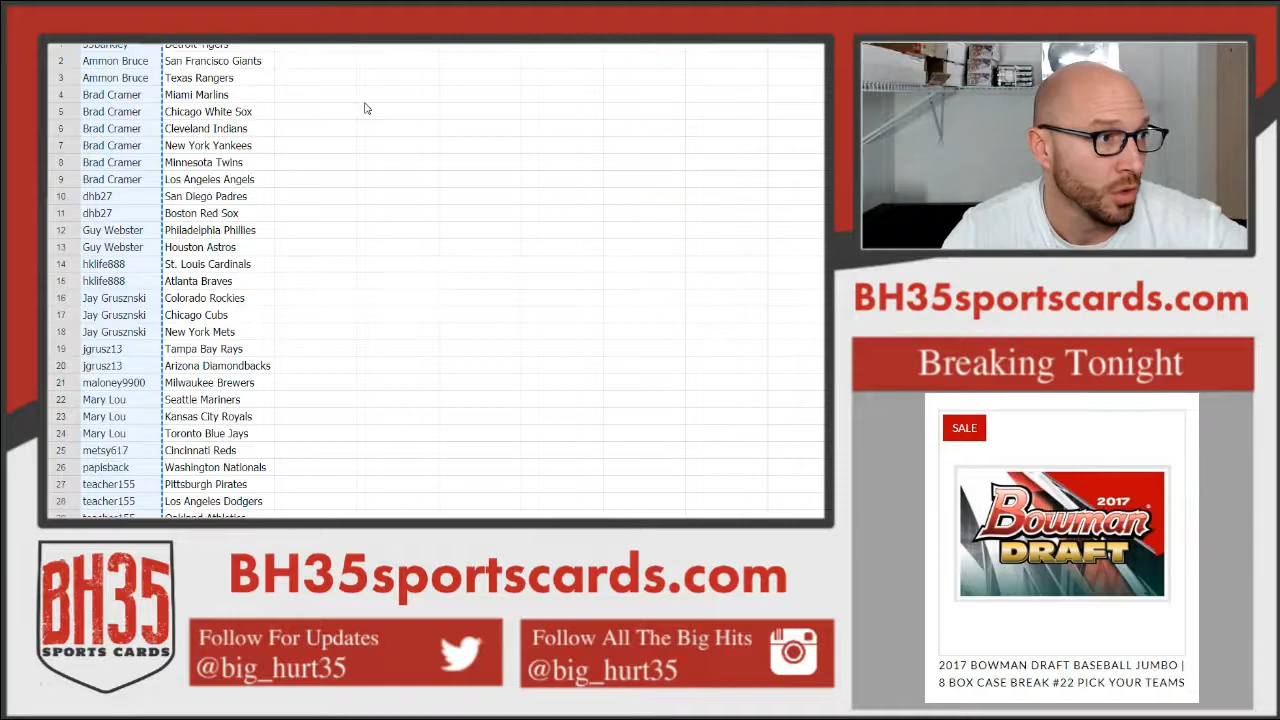 Detroit Tigers
2 Ammon Bruce San Francisco Giants
3 Ammon Bruce Texas Rangers
4 Brad Cramer Miami Marlins
5 Brad Cramer Chicago White Sox
6 Brad Cramer Cleveland Indians
7 Brad Cramer New York Yankees
8 Brad Cramer Minnesota Twins
9 Brad Cramer Los Angeles Angels
10 dhb27 San Diego Padres
11 dhb27 Boston Red Sox
12 Guy Webster Philadelphia Phillies
13 Guy Webster Houston Astros
14 hklife888 St. Louis Cardinals
15 hklife888 Atlanta Braves
16 Jay Grusznski Colorado Rockies
17 Jay Grusznski Chicago Cubs
18 Jay Grusznski New York Mets
19 jgrusz13 Tampa Bay Rays
20 jgrusz13 Arizona Diamondbacks
21 maloney9900 Milwaukee Brewers
22 Mary Lou Seattle Mariners
23 Mary Lou Kansas City Royals
24 Mary Lou Toronto Blue Jays
25 metsy617 Cincinnati Reds
26 papisback Washington Nationals
27 teacher155 Pittsburgh Pirates
28 teacher155 Los Angeles Dodgers
teacher155 Oakland Athletics
BH35sportscards.com
Breaking Tonight
SALE
2017
Bowman
DRAFT
2017 BOWMAN DRAFT BASEBALL JUMBO |
8 BOX CASE BREAK #22 PICK YOUR TEAMS
BH35
SPORTS CARDS
BH35sportscards.com
Follow For Updates
@big_hurt35
Follow All The Big Hits
@big_hurt35